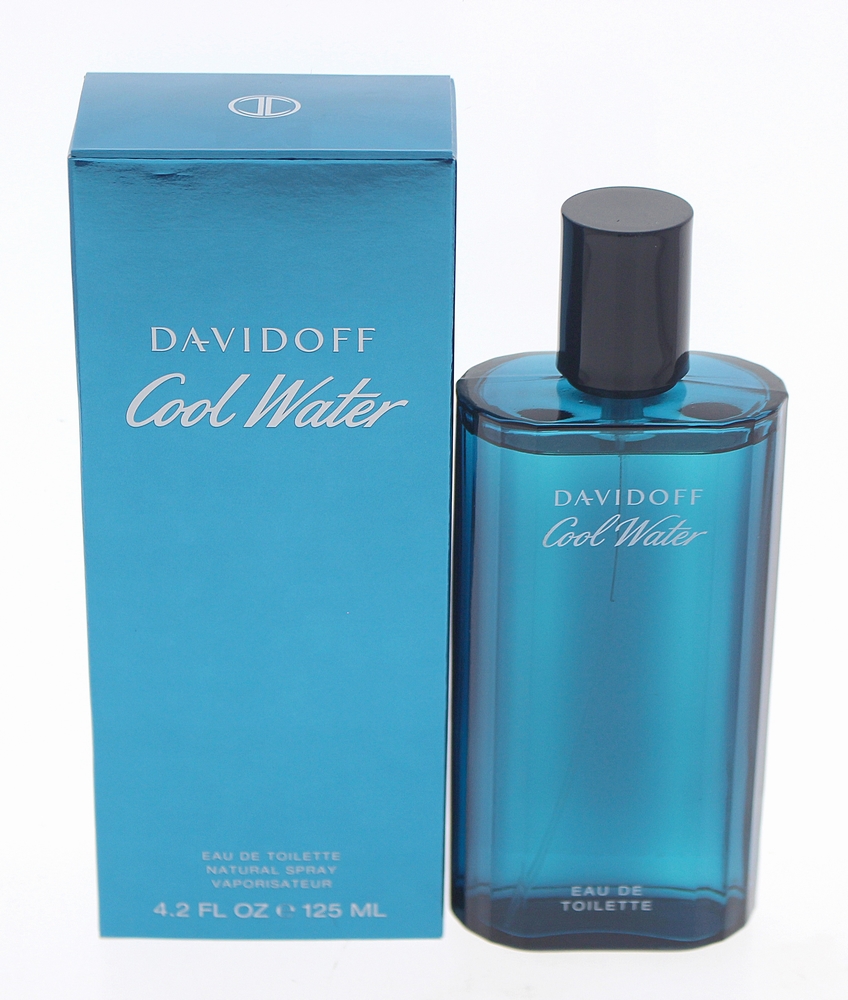 DAVIDOFF
Cool Water
EAU DE TOILETTE
NATURAL SPRAY
VAPORISATEUR
4.2 FL OZ ℮ 125 ML
DAVIDOFF
Cool Water
EAU DE
TOILETTE